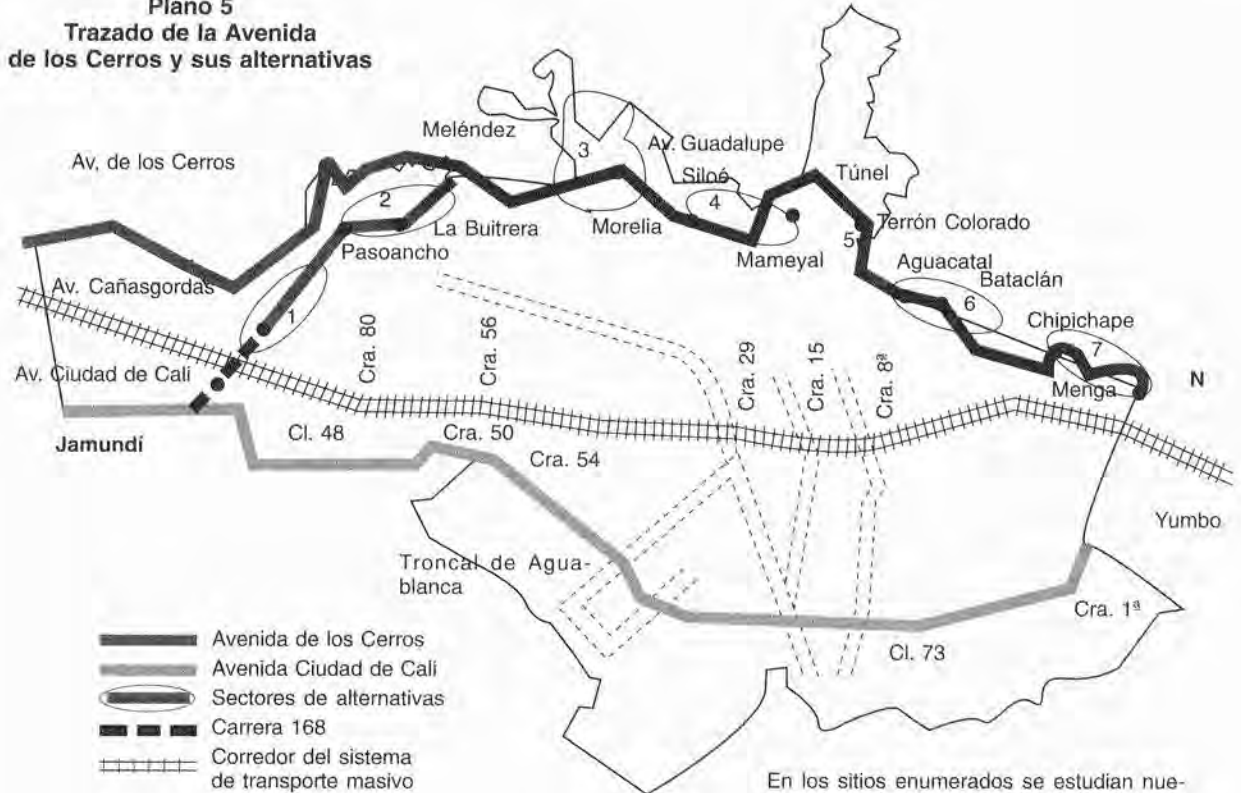 Plano 5
Trazado de la Avenida
de los Cerros y sus alternativas
Meléndez
3
Av. Guadalupe
Av, de los Cerros
Siloé
Túnel
2
4
La Buitrera
Morelia
Terrón Colorado
5
Pasoancho
Mameyal
Aguacatal
Bataclán
Av. Cañasgordas
6
1
Chipichape
Cra. 80
Cra. 56
Cra. 29
Cra. 15
Cra. 8ª
7
Av. Ciudad de Cali
Menga
N
Jamundí
Cl. 48
Cra. 50
Cra. 54
Yumbo
Troncal de Agua-
blanca
Cra. 1ª
Cl. 73
Avenida de los Cerros
Avenida Ciudad de Cali
Sectores de alternativas
Carrera 168
Corredor del sistema
de transporte masivo
En los sitios enumerados se estudian nue-